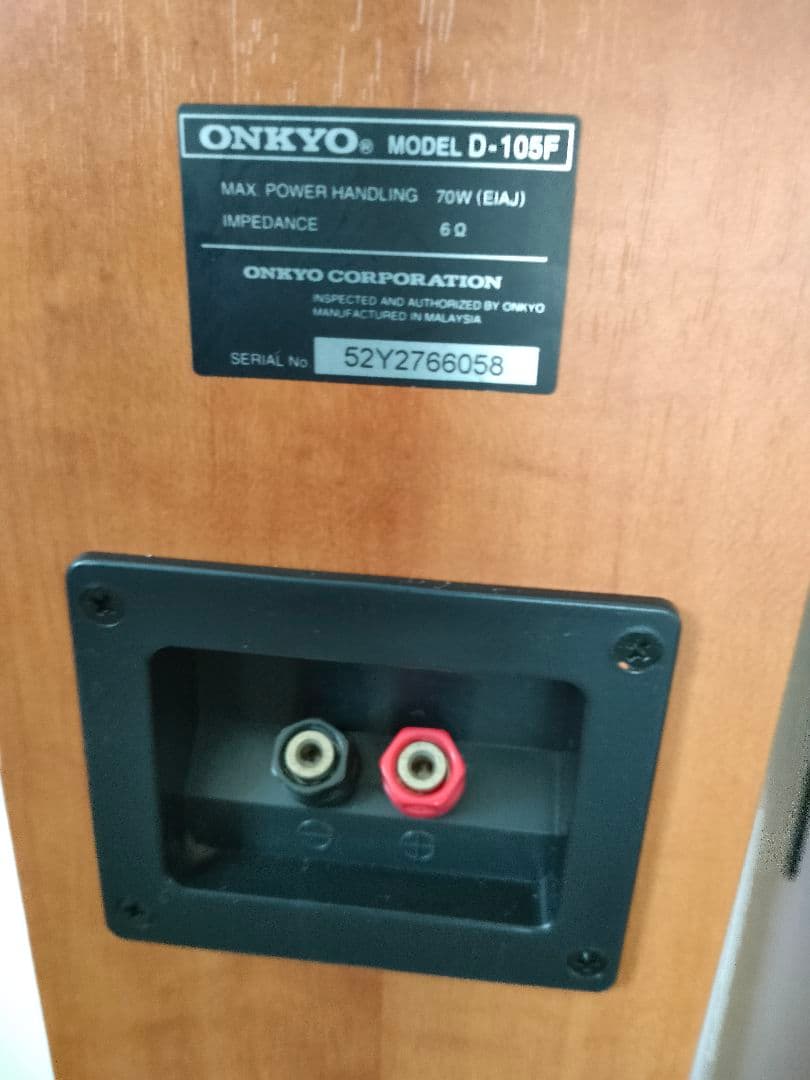 ONKYO® MODEL D-105F
MAX. POWER HANDLING 70W (EIAJ)
IMPEDANCE 6Ω
ONKYO CORPORATION
INSPECTED AND AUTHORIZED BY ONKYO
MANUFACTURED IN MALAYSIA
SERIAL No 52Y2766058
− +